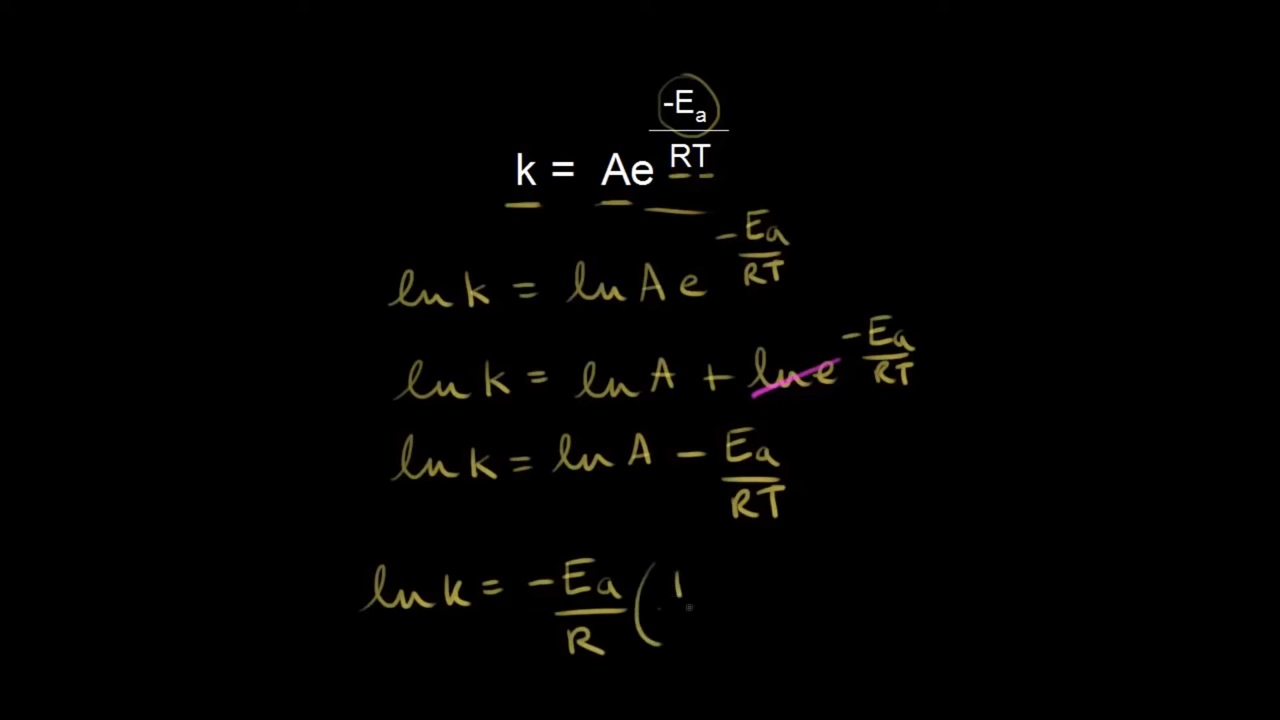 k = Ae^(-Ea/RT)
ln k = ln A e^(-Ea/RT)
ln k = ln A + ln e^(-Ea/RT)
ln k = ln A - Ea/RT
ln k = -Ea/R (1